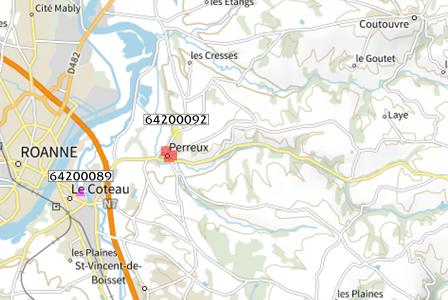 les Étangs
Cité Mably
Coutouvre
D482
les Cresses
le Goutet
64200092
Laye
Perreux
ROANNE
64200089
Le Coteau
N7
les Plaines
St-Vincent-de-
Boisset
les Plaines